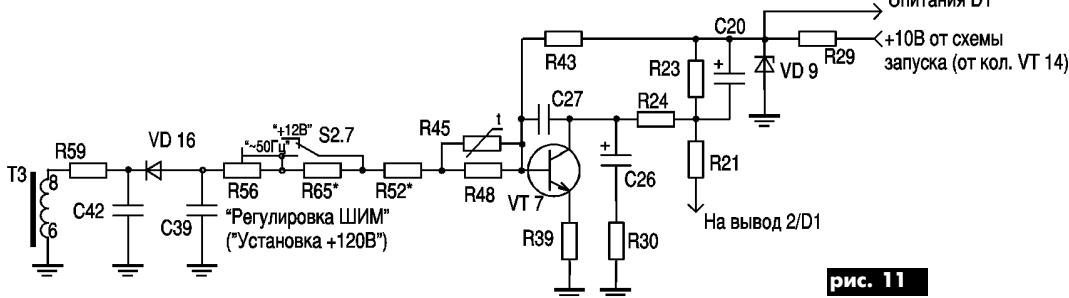 Uпитания D1
C20
+10В от схемы
запуска (от кол. VT 14)
R43
R23
+
VD 9
R29
C27
R24
t
R45
"+12В"
"~50Гц"
S2.7
VD 16
R59
R21
+
T3
8
6
C42
C39
R56
R65*
R52*
R48
VT 7
C26
"Регулировка ШИМ"
("Установка +120В")
На вывод 2/D1
R39
R30
рис. 11